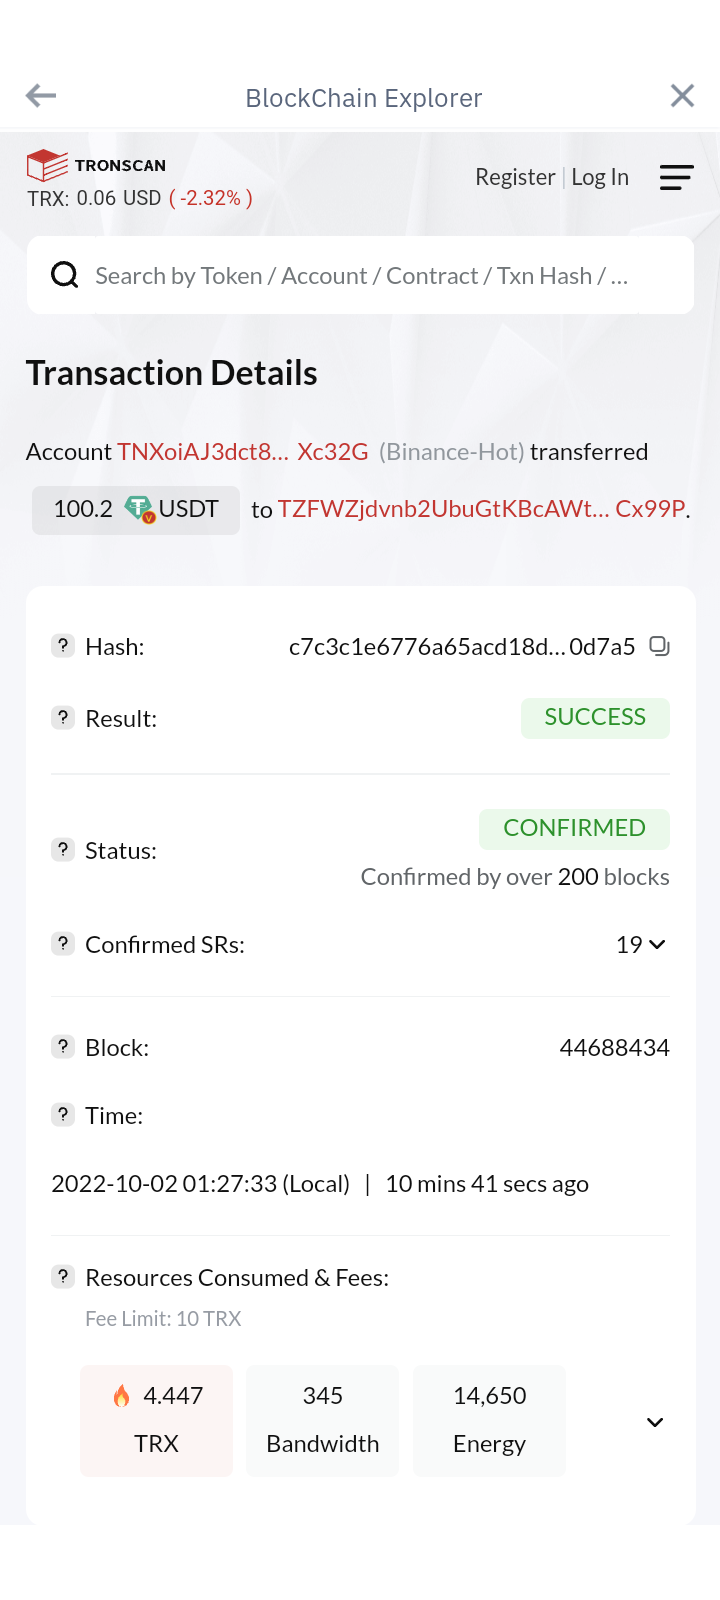 BlockChain Explorer
TRONSCAN
TRX: 0.06 USD ( -2.32% )
Register | Log In
Search by Token / Account / Contract / Txn Hash / ...
Transaction Details
Account TNXoiAJ3dct8... Xc32G (Binance-Hot) transferred
100.2 USDT to TZFWZjdvnb2UbuGtKBcAWt... Cx99P.
? Hash: c7c3c1e6776a65acd18d...0d7a5
? Result: SUCCESS
? Status: CONFIRMED
Confirmed by over 200 blocks
? Confirmed SRs: 19
? Block: 44688434
? Time:
2022-10-02 01:27:33 (Local) | 10 mins 41 secs ago
? Resources Consumed & Fees:
Fee Limit: 10 TRX
4.447 345 14,650
TRX Bandwidth Energy